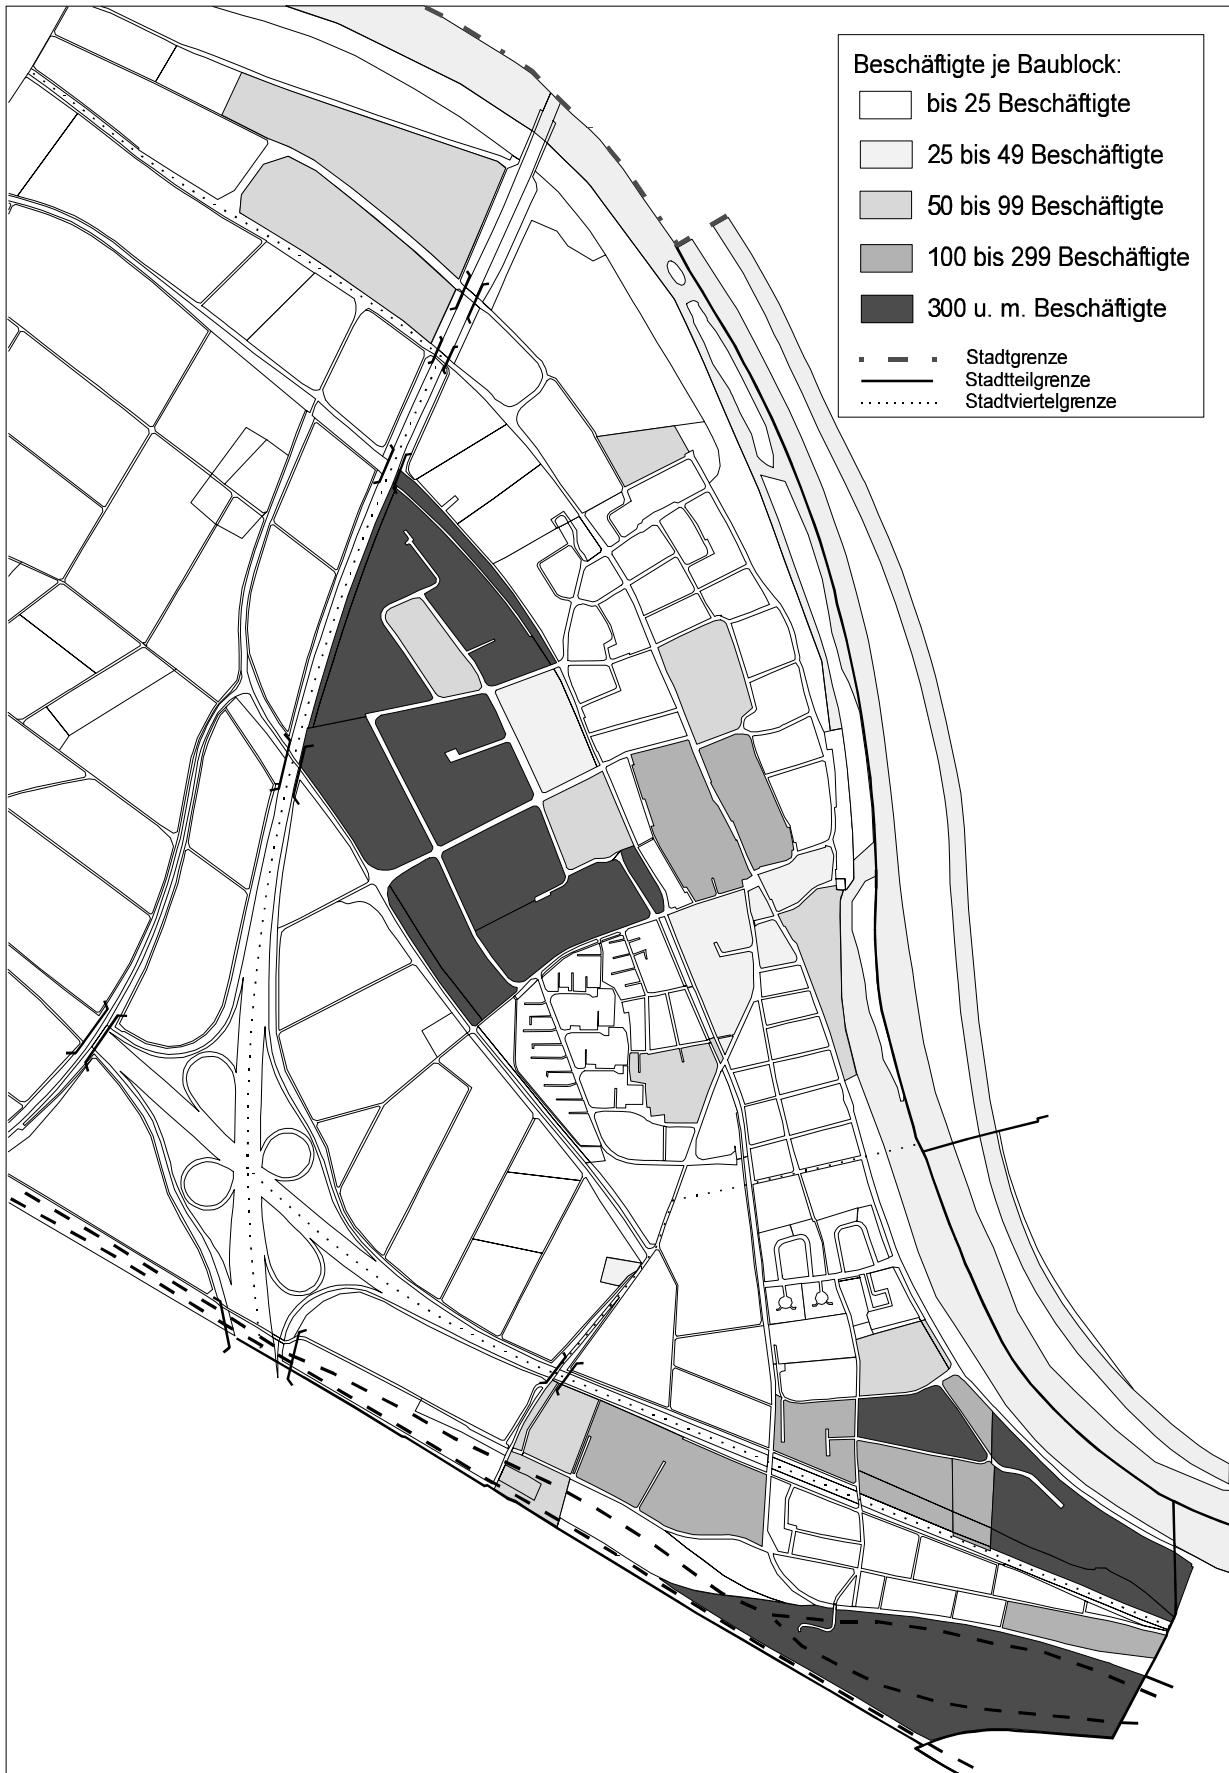 Beschäftigte je Baublock:
bis 25 Beschäftigte
25 bis 49 Beschäftigte
50 bis 99 Beschäftigte
100 bis 299 Beschäftigte
300 u. m. Beschäftigte
Stadtgrenze
Stadtteilgrenze
Stadtviertelgrenze